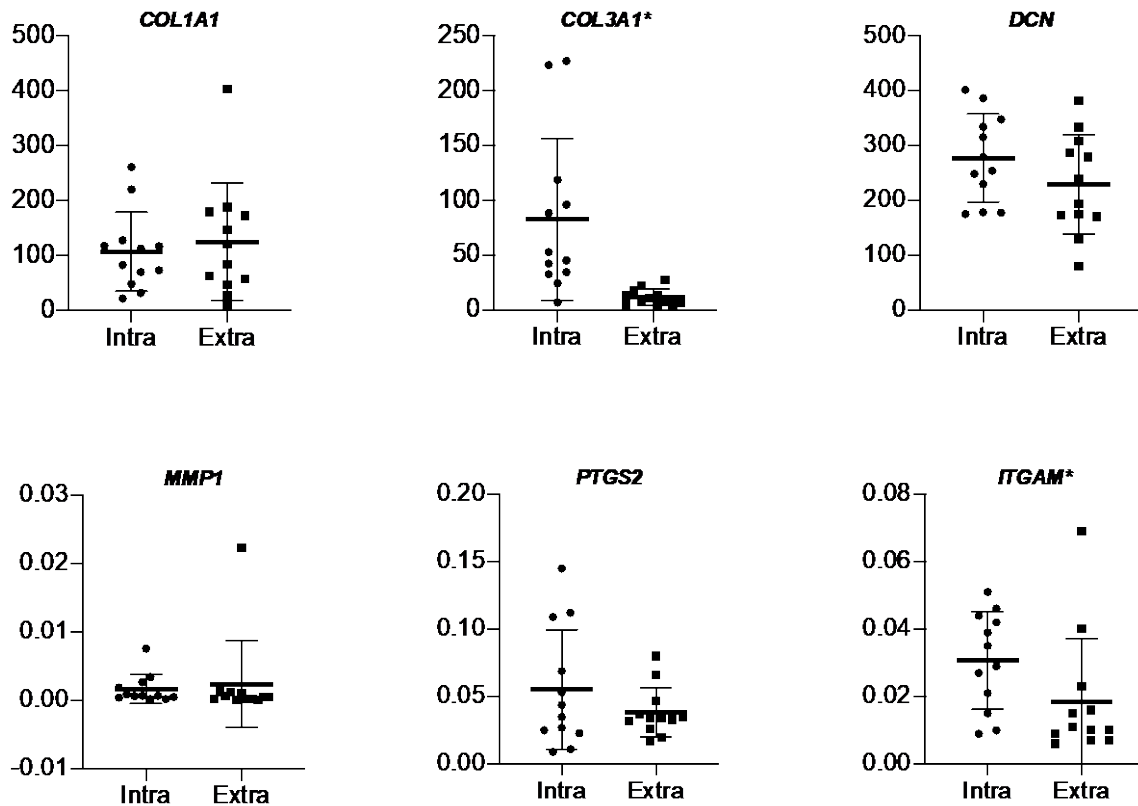 COL1A1
500
400
300
200
100
0
Intra Extra
COL3A1*
250
200
150
100
50
0
Intra Extra
DCN
500
400
300
200
100
0
Intra Extra
MMP1
0.03
0.02
0.01
0.00
-0.01
Intra Extra
PTGS2
0.20
0.15
0.10
0.05
0.00
Intra Extra
ITGAM*
0.08
0.06
0.04
0.02
0.00
Intra Extra